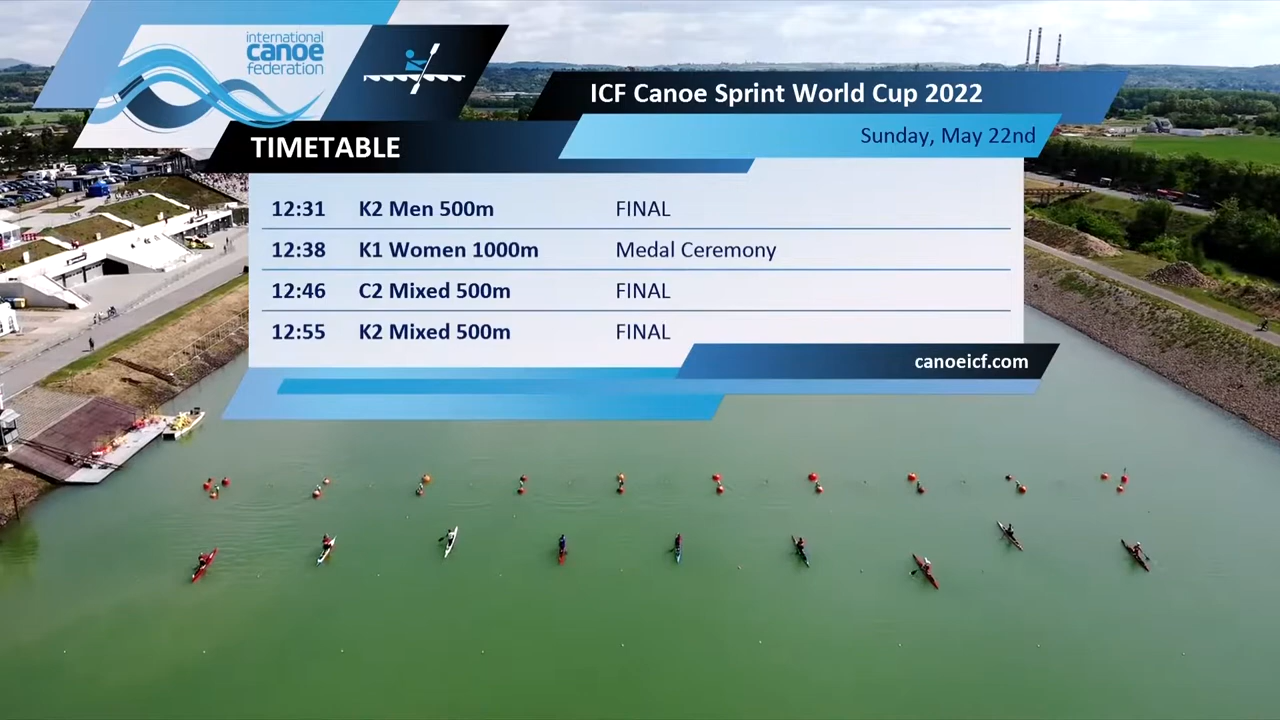 international
canoe
federation
ICF Canoe Sprint World Cup 2022
Sunday, May 22nd
TIMETABLE
12:31 K2 Men 500m FINAL
12:38 K1 Women 1000m Medal Ceremony
12:46 C2 Mixed 500m FINAL
12:55 K2 Mixed 500m FINAL
canoeicf.com